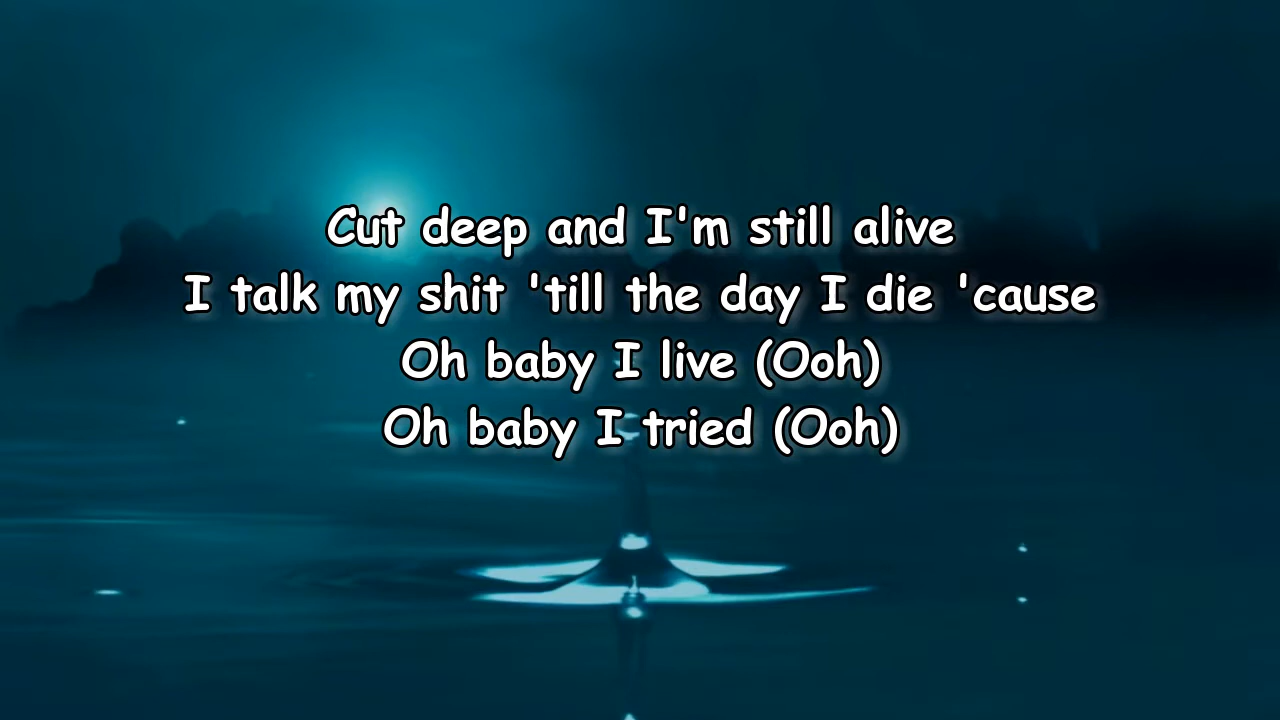 Cut deep and I'm still alive
I talk my shit 'till the day I die 'cause
Oh baby I live (Ooh)
Oh baby I tried (Ooh)